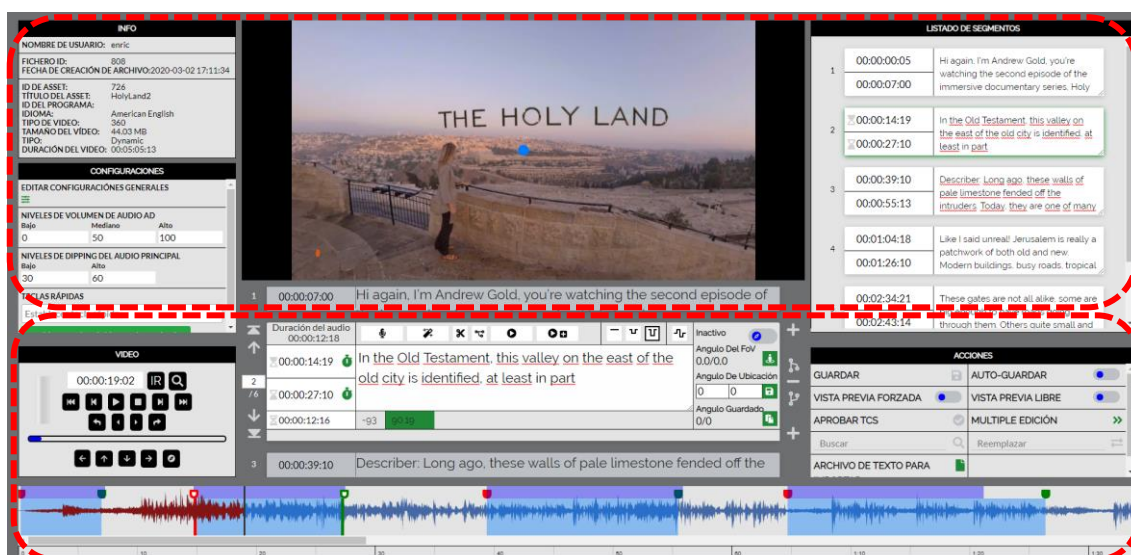 INFO
NOMBRE DE USUARIO: enric
FICHERO ID: 808
FECHA DE CREACIÓN DE ARCHIVO:2020-03-02 17:11:34
ID DE ASSET: 726
TÍTULO DEL ASSET: HolyLand2
ID DEL PROGRAMA:
IDIOMA: American English
TIPO DE VIDEO: 360
TAMAÑO DEL VÍDEO: 44.03 MB
TIPO: Dynamic
DURACIÓN DEL VIDEO: 00:05:05:13
CONFIGURACIONES
EDITAR CONFIGURACIÓNES GENERALES
NIVELES DE VOLUMEN DE AUDIO AD
Bajo Mediano Alto
0 50 100
NIVELES DE DIPPING DEL AUDIO PRINCIPAL
Bajo Alto
30 60
TECLAS RÁPIDAS
THE HOLY LAND
LISTADO DE SEGMENTOS
1
00:00:00:05
00:00:07:00
Hi again, I'm Andrew Gold, you're
watching the second episode of the
immersive documentary series, Holy
2
00:00:14:19
00:00:27:10
In the Old Testament, this valley on
the east of the old city is identified, at
least in part
3
00:00:39:10
00:00:55:13
Describer: Long ago, these walls of
pale limestone fended off the
intruders. Today, they are one of many
4
00:01:04:18
00:01:26:10
Like I said unreal! Jerusalem is really a
patchwork of both old and new.
Modern buildings, busy roads, tropical
00:02:34:21
00:02:43:14
These gates are not all alike, some are
through them. Others quite small and
1 00:00:07:00 Hi again, I'm Andrew Gold, you're watching the second episode of
VIDEO
00:00:19:02 IR
2
/ 6
Duración del audio
00:00:12:18
00:00:14:19
00:00:27:10
00:00:12:16
In the Old Testament, this valley on the east of the
old city is identified, at least in part
-93 90.19
Inactivo
Angulo Del FoV
0.0/0.0
Angulo De Ubicación
0 0
Angulo Guardado
0/0
3 00:00:39:10 Describer: Long ago, these walls of pale limestone fended off the
ACCIONES
GUARDAR AUTO-GUARDAR
VISTA PREVIA FORZADA VISTA PREVIA LIBRE
APROBAR TCS MULTIPLE EDICIÓN
Buscar Reemplazar
ARCHIVO DE TEXTO PARA
0 10 20 30 40 50 60 1:10 1:20 1:30